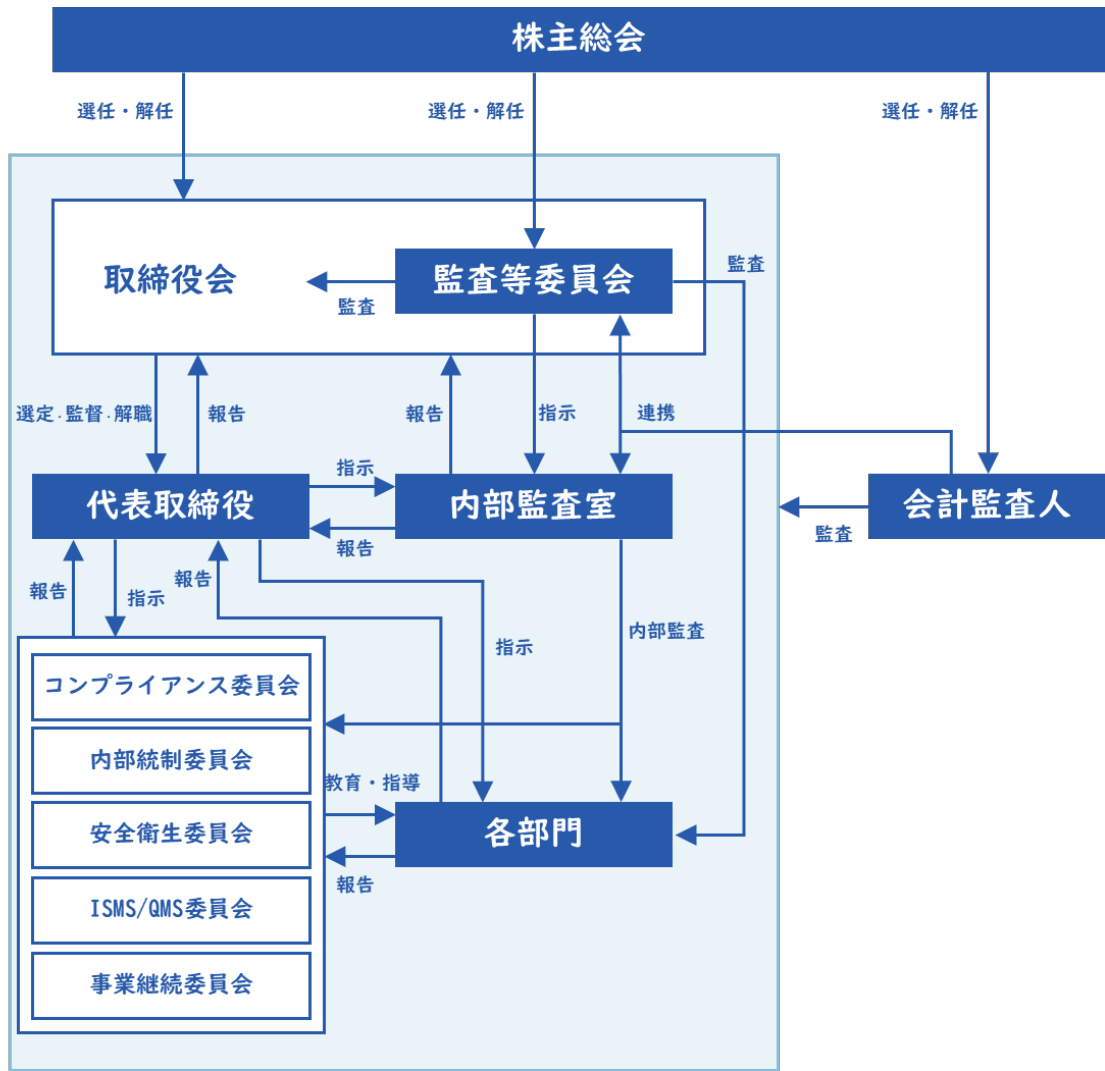 株主総会
選任・解任
選任・解任
選任・解任
取締役会
監査等委員会
監査
監査
選定.監督.解職
報告
報告
指示
連携
代表取締役
指示
報告
内部監査室
会計監査人
監査
報告
指示
報告
指示
内部監査
コンプライアンス委員会
内部統制委員会
安全衛生委員会
ISMS/QMS委員会
事業継続委員会
教育・指導
報告
各部門